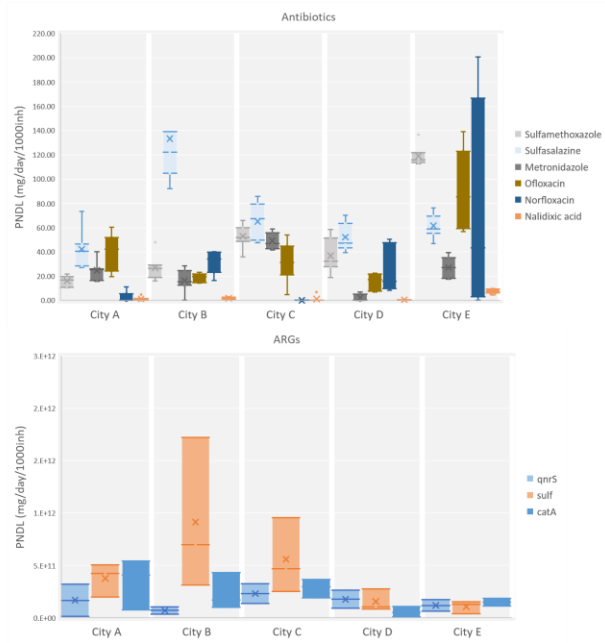 Antibiotics
PNDL (mg/day/1000inh)
220.00
200.00
180.00
160.00
140.00
120.00
100.00
80.00
60.00
40.00
20.00
0.00
City A
City B
City C
City D
City E
Sulfamethoxazole
Sulfasalazine
Metronidazole
Ofloxacin
Norfloxacin
Nalidixic acid
ARGs
PNDL (mg/day/1000inh)
3.E+12
2.E+12
2.E+12
1.E+12
5.E+11
0.E+00
City A
City B
City C
City D
City E
qnrS
sulf
catA